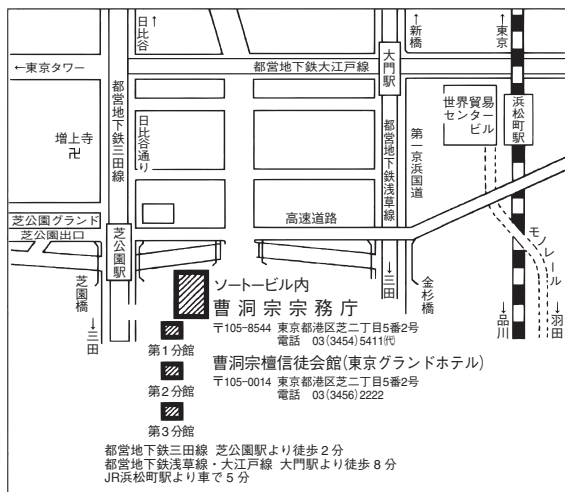 日比谷↑
↑新橋
↑東京
←東京タワー
都営地下鉄大江戸線
大門駅
都営地下鉄三田線
日比谷通り
都営地下鉄浅草線
第一京浜国道
世界貿易
センター
ビル
浜松町駅
増上寺
卍
芝公園グランド
芝公園出口
芝公園駅
高速道路
モノレール
芝園橋
↓三田
↓三田
金杉橋
↓品川
↓羽田
ソートービル内
曹洞宗宗務庁
〒105−8544 東京都港区芝二丁目5番2号
電話 03(3454)5411㈹
第1分館
曹洞宗檀信徒会館(東京グランドホテル)
〒105−0014 東京都港区芝二丁目5番2号
電話 03(3456)2222
第2分館
第3分館
都営地下鉄三田線 芝公園駅より徒歩2分
都営地下鉄浅草線・大江戸線 大門駅より徒歩8分
JR浜松町駅より車で5分